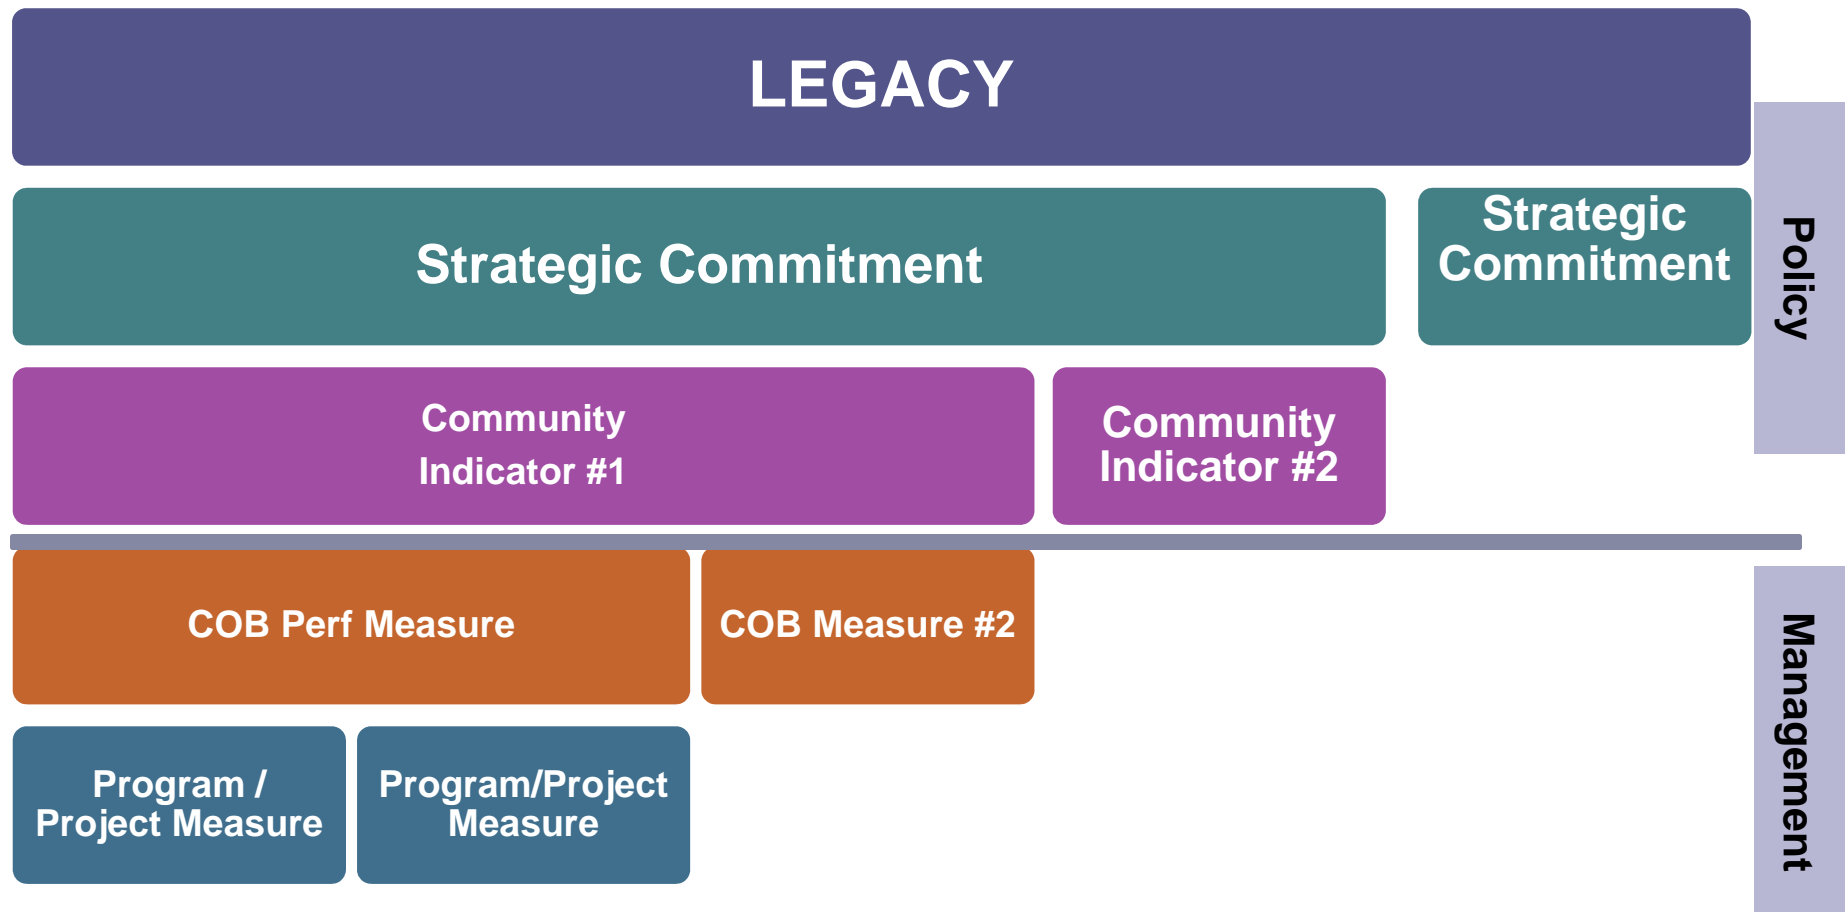 LEGACY
Strategic Commitment
Strategic
Commitment
Policy
Community
Indicator #1
Community
Indicator #2
COB Perf Measure
COB Measure #2
Program /
Project Measure
Program/Project
Measure
Management